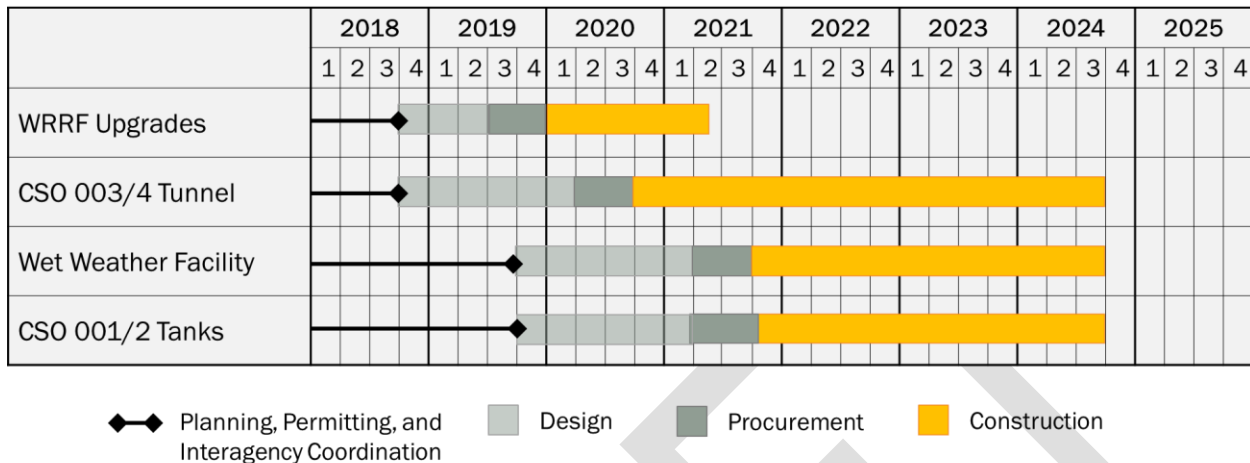 2018 2019 2020 2021 2022 2023 2024 2025
1 2 3 4 1 2 3 4 1 2 3 4 1 2 3 4 1 2 3 4 1 2 3 4 1 2 3 4 1 2 3 4
WRRF Upgrades
CSO 003/4 Tunnel
Wet Weather Facility
CSO 001/2 Tanks
Planning, Permitting, and Design Procurement Construction
Interagency Coordination